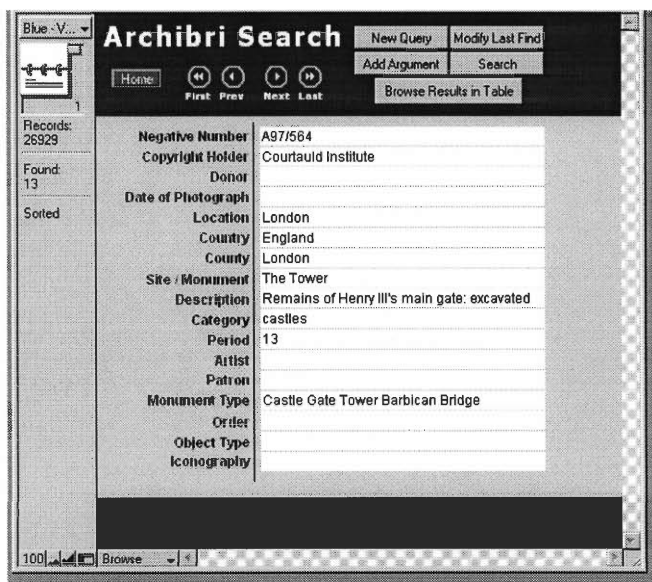 Blue - V...
Archibri Search
New Query
Modify Last Find
Add Argument
Search
Home
First Prev Next Last
Browse Results in Table
1
Records:
26929
Found:
13
Sorted
Negative Number A97/564
Copyright Holder Courtauld Institute
Donor
Date of Photograph
Location London
Country England
County London
Site / Monument The Tower
Description Remains of Henry III's main gate: excavated
Category castles
Period 13
Artist
Patron
Monument Type Castle Gate Tower Barbican Bridge
Order
Object Type
Iconography
100 Browse